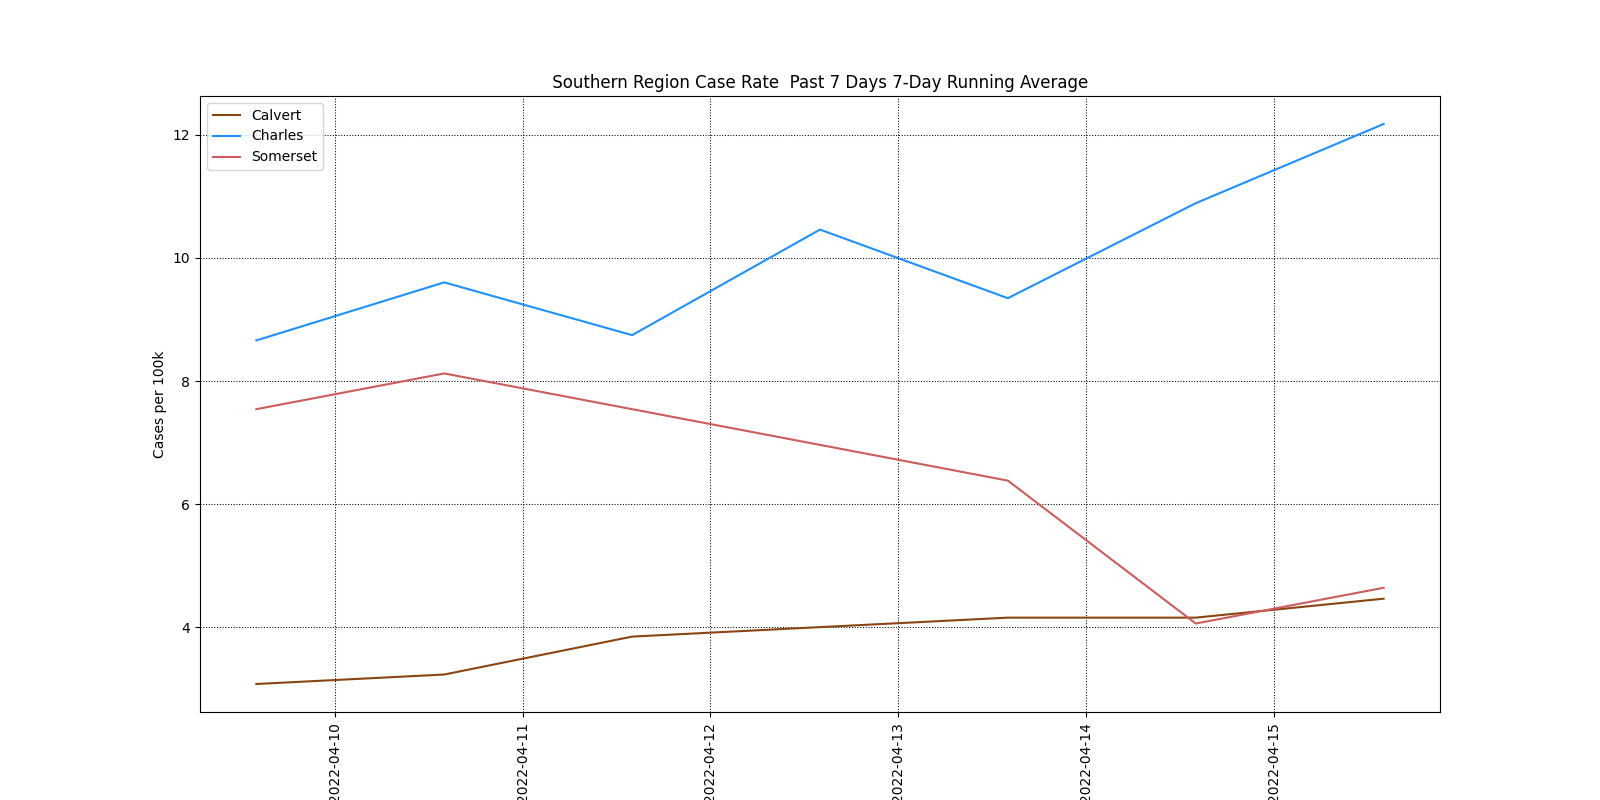 Southern Region Case Rate  Past 7 Days 7-Day Running Average
Calvert
Charles
Somerset
12
10
8
6
4
Cases per 100k
2022-04-10
2022-04-11
2022-04-12
2022-04-13
2022-04-14
2022-04-15